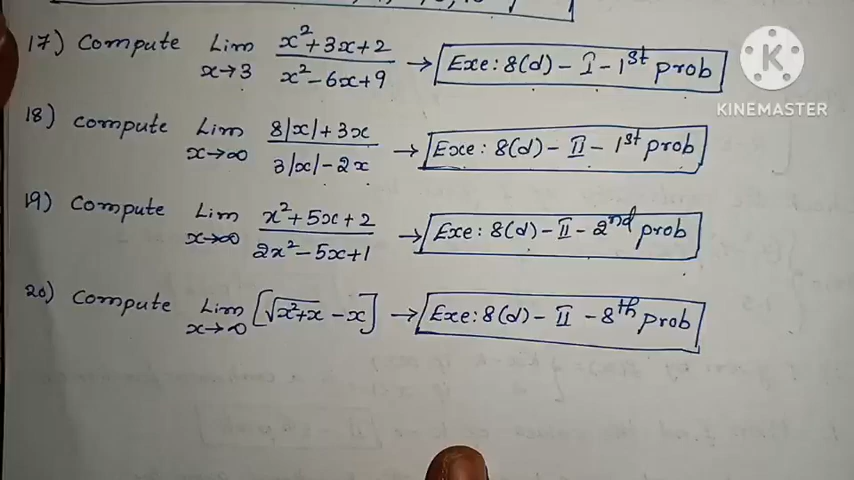 17) Compute Lim x→3 x²+3x+2 / x²-6x+9 → Exe: 8(d) - I - 1st prob
18) compute Lim x→∞ 8|x|+3x / 3|x|-2x → Exe: 8(d) - II - 1st prob
19) compute Lim x→∞ x²+5x+2 / 2x²-5x+1 → Exe: 8(d) - II - 2nd prob
20) compute Lim x→∞ [√x²+x - x] → Exe: 8(d) - II - 8th prob
K
KINEMASTER